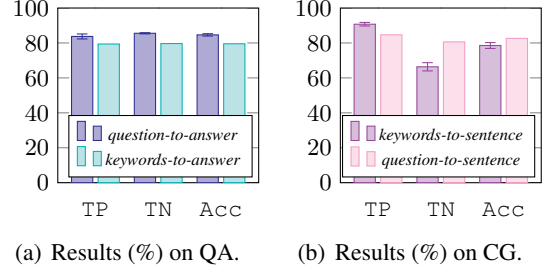 100
80
60
40
20
0
question-to-answer
keywords-to-answer
TP TN Acc
(a) Results (%) on QA.
100
80
60
40
20
0
keywords-to-sentence
question-to-sentence
TP TN Acc
(b) Results (%) on CG.